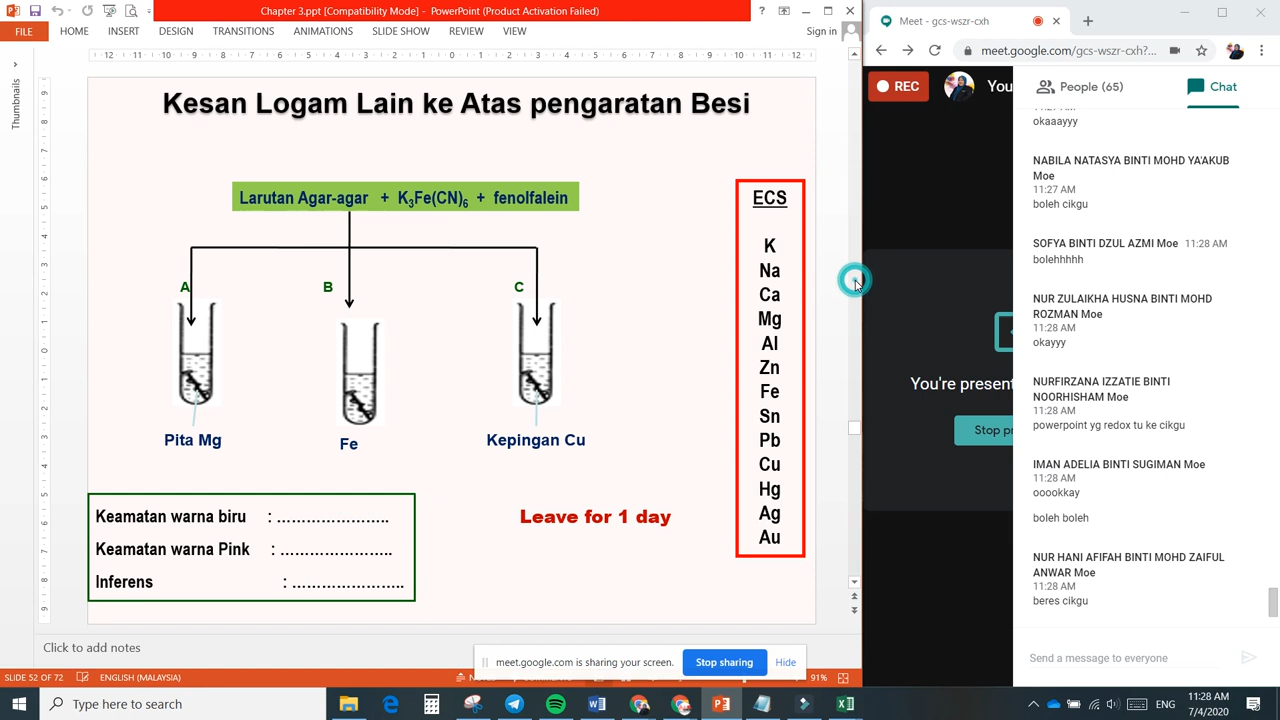 Chapter 3.ppt [Compatibility Mode] - PowerPoint (Product Activation Failed)
FILE HOME INSERT DESIGN TRANSITIONS ANIMATIONS SLIDE SHOW REVIEW VIEW Sign in
Thumbnails
Kesan Logam Lain ke Atas pengaratan Besi
Larutan Agar-agar + K3Fe(CN)6 + fenolfalein
A B C
Pita Mg
Fe
Kepingan Cu
Keamatan warna biru : …………………..
Keamatan warna Pink : …………………..
Inferens : …………………..
Leave for 1 day
ECS
K
Na
Ca
Mg
Al
Zn
Fe
Sn
Pb
Cu
Hg
Ag
Au
Click to add notes
meet.google.com is sharing your screen. Stop sharing Hide
SLIDE 52 OF 72 ENGLISH (MALAYSIA) 91%
Meet - gcs-wszr-cxh
meet.google.com/gcs-wszr-cxh?...
REC
You
People (65) Chat
okaaayyy
NABILA NATASYA BINTI MOHD YA'AKUB
Moe
11:27 AM
boleh cikgu
SOFYA BINTI DZUL AZMI Moe 11:28 AM
bolehhhhh
NUR ZULAIKHA HUSNA BINTI MOHD
ROZMAN Moe
11:28 AM
okayyy
NURFIRZANA IZZATIE BINTI
NOORHISHAM Moe
11:28 AM
powerpoint yg redox tu ke cikgu
IMAN ADELIA BINTI SUGIMAN Moe
11:28 AM
ooookkay
boleh boleh
NUR HANI AFIFAH BINTI MOHD ZAIFUL
ANWAR Moe
11:28 AM
beres cikgu
You're present
Stop pr
Send a message to everyone
Type here to search
ENG
11:28 AM
7/4/2020